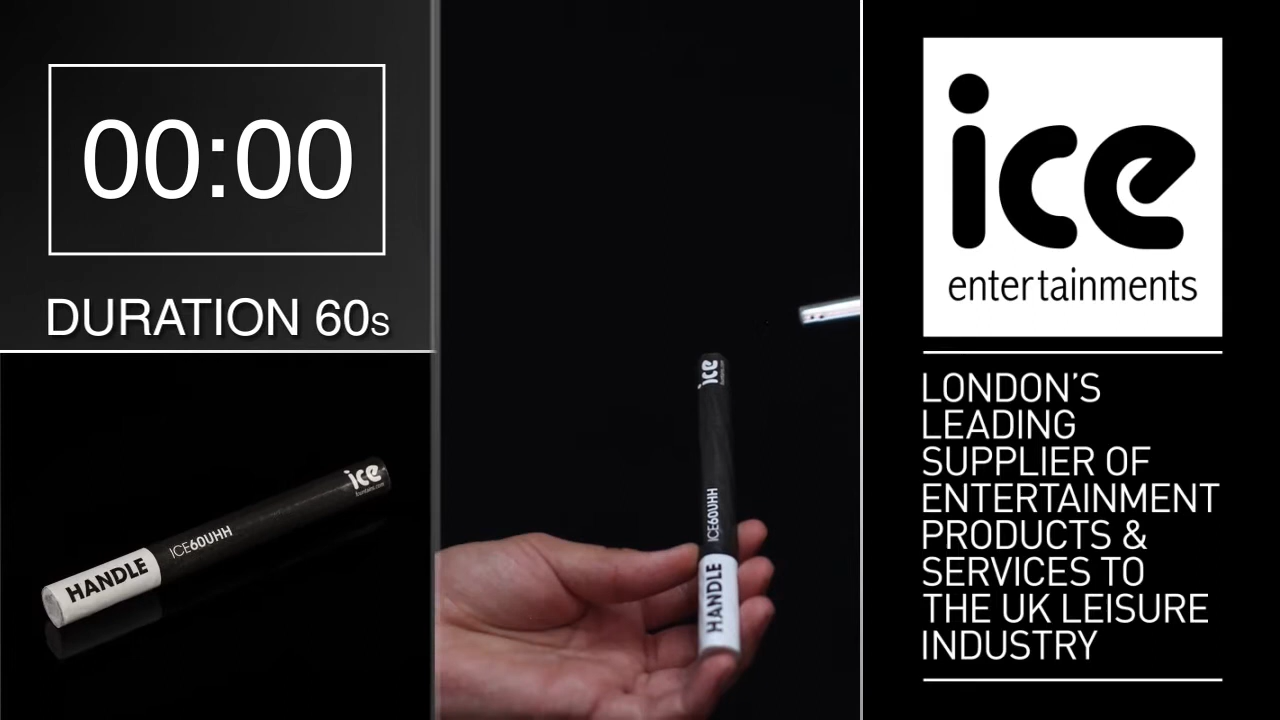 00:00
DURATION 60s
HANDLE
ICE60UHH
ice
ice
ICE60UHH
HANDLE
ice
entertainments
LONDON'S
LEADING
SUPPLIER OF
ENTERTAINMENT
PRODUCTS &
SERVICES TO
THE UK LEISURE
INDUSTRY